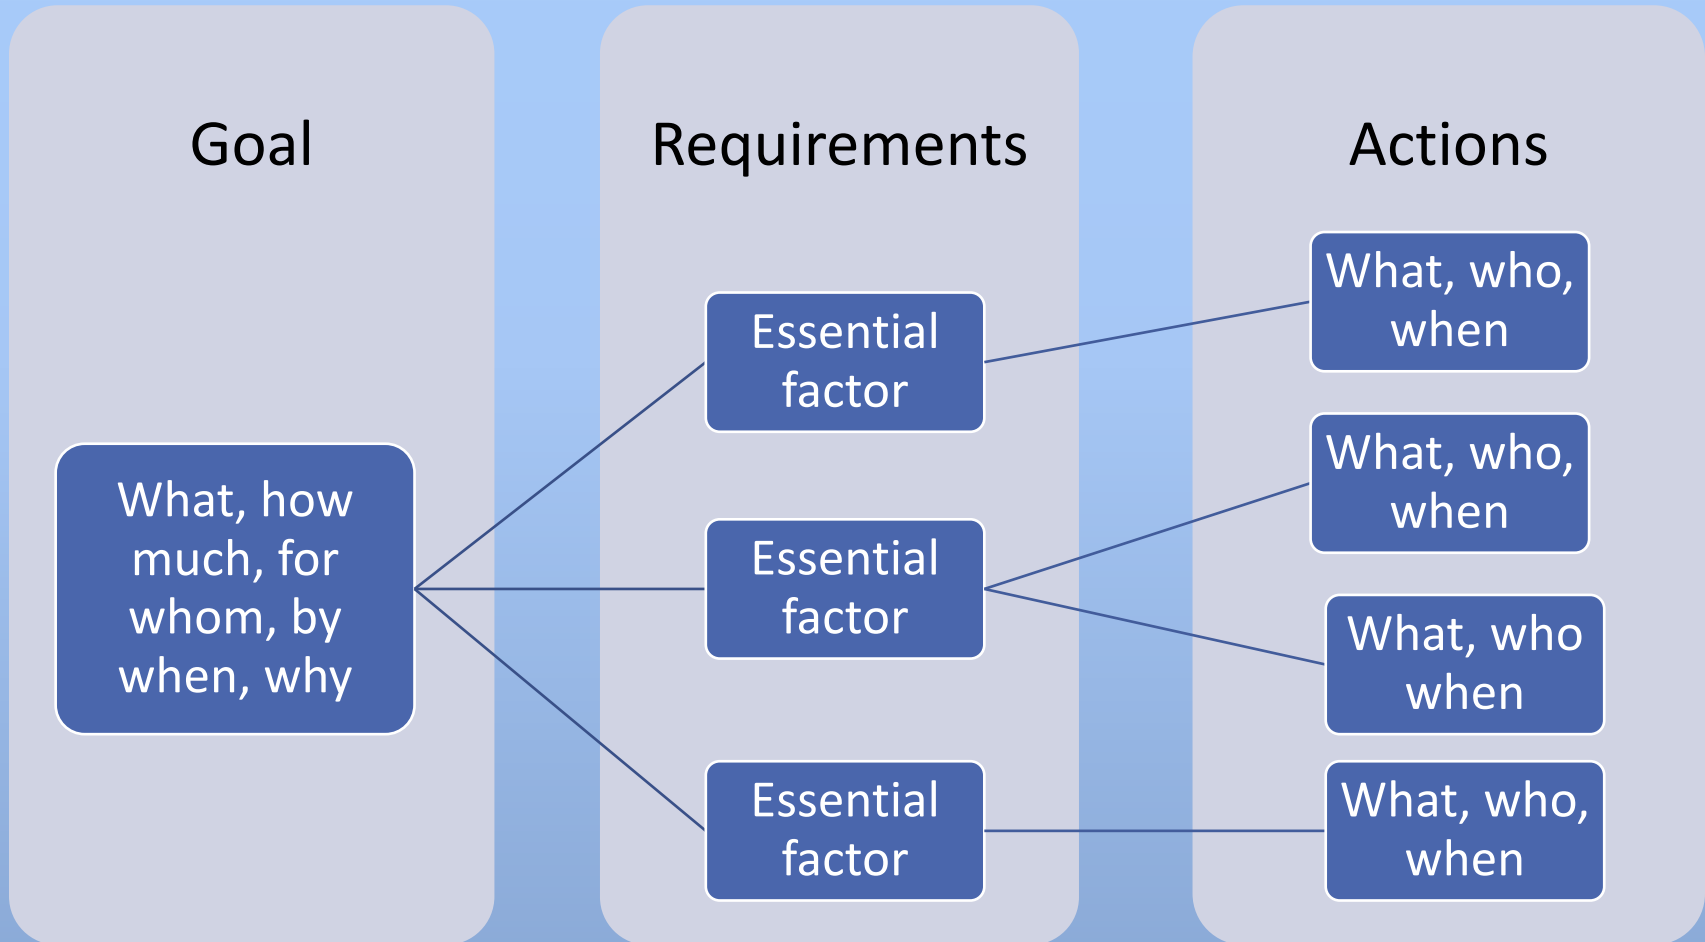 Goal
What, how
much, for
whom, by
when, why
Requirements
Essential
factor
Essential
factor
Essential
factor
Actions
What, who,
when
What, who,
when
What, who
when
What, who,
when